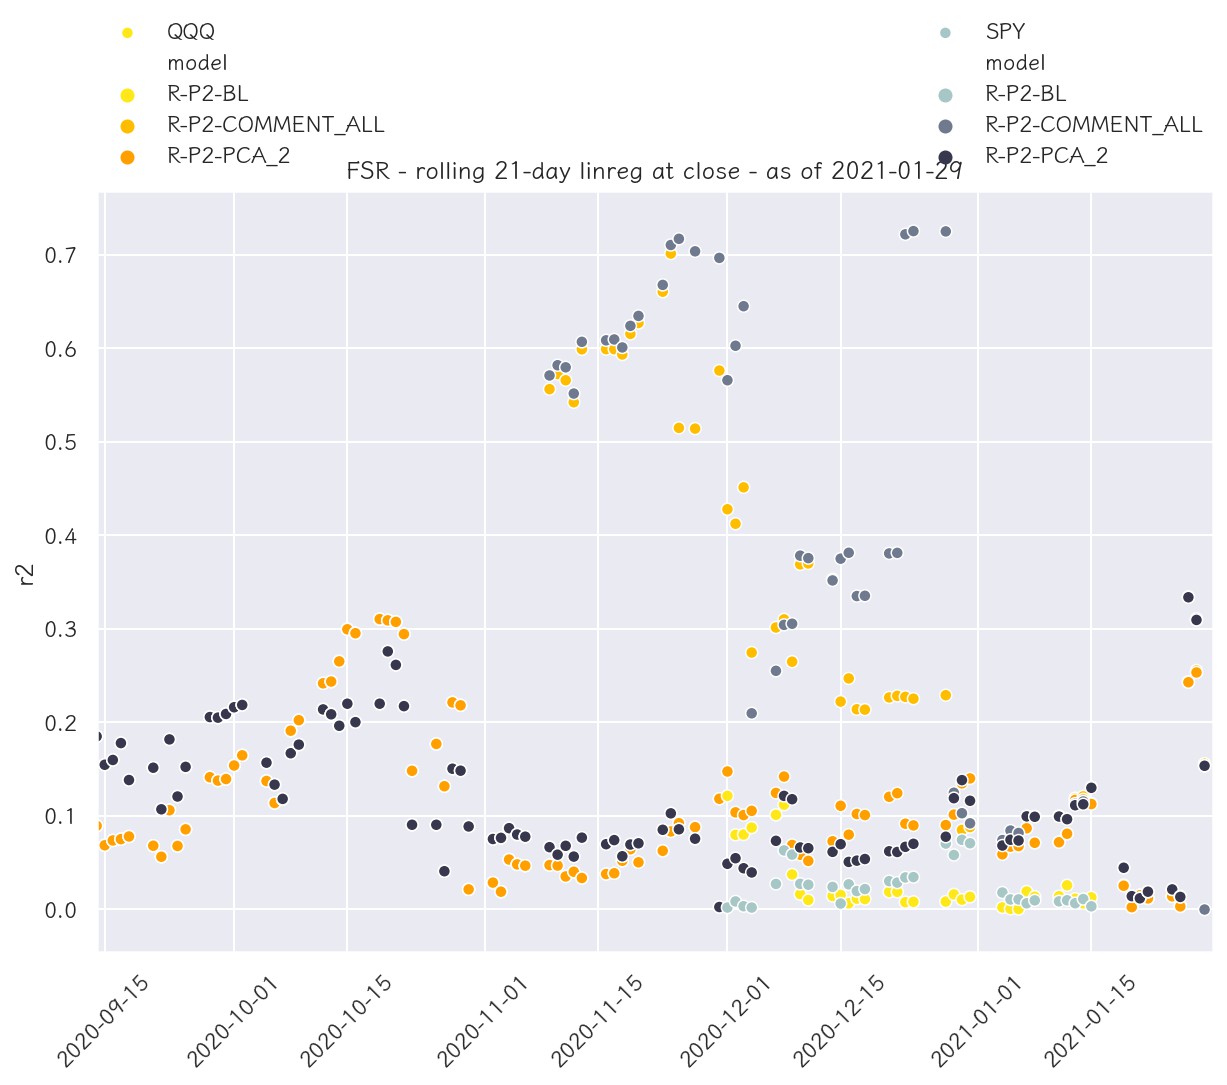 QQQ
model
R-P2-BL
R-P2-COMMENT_ALL
R-P2-PCA_2
SPY
model
R-P2-BL
R-P2-COMMENT_ALL
R-P2-PCA_2
FSR - rolling 21-day linreg at close - as of 2021-01-29
r2
0.7
0.6
0.5
0.4
0.3
0.2
0.1
0.0
2020-09-15
2020-10-01
2020-10-15
2020-11-01
2020-11-15
2020-12-01
2020-12-15
2021-01-01
2021-01-15